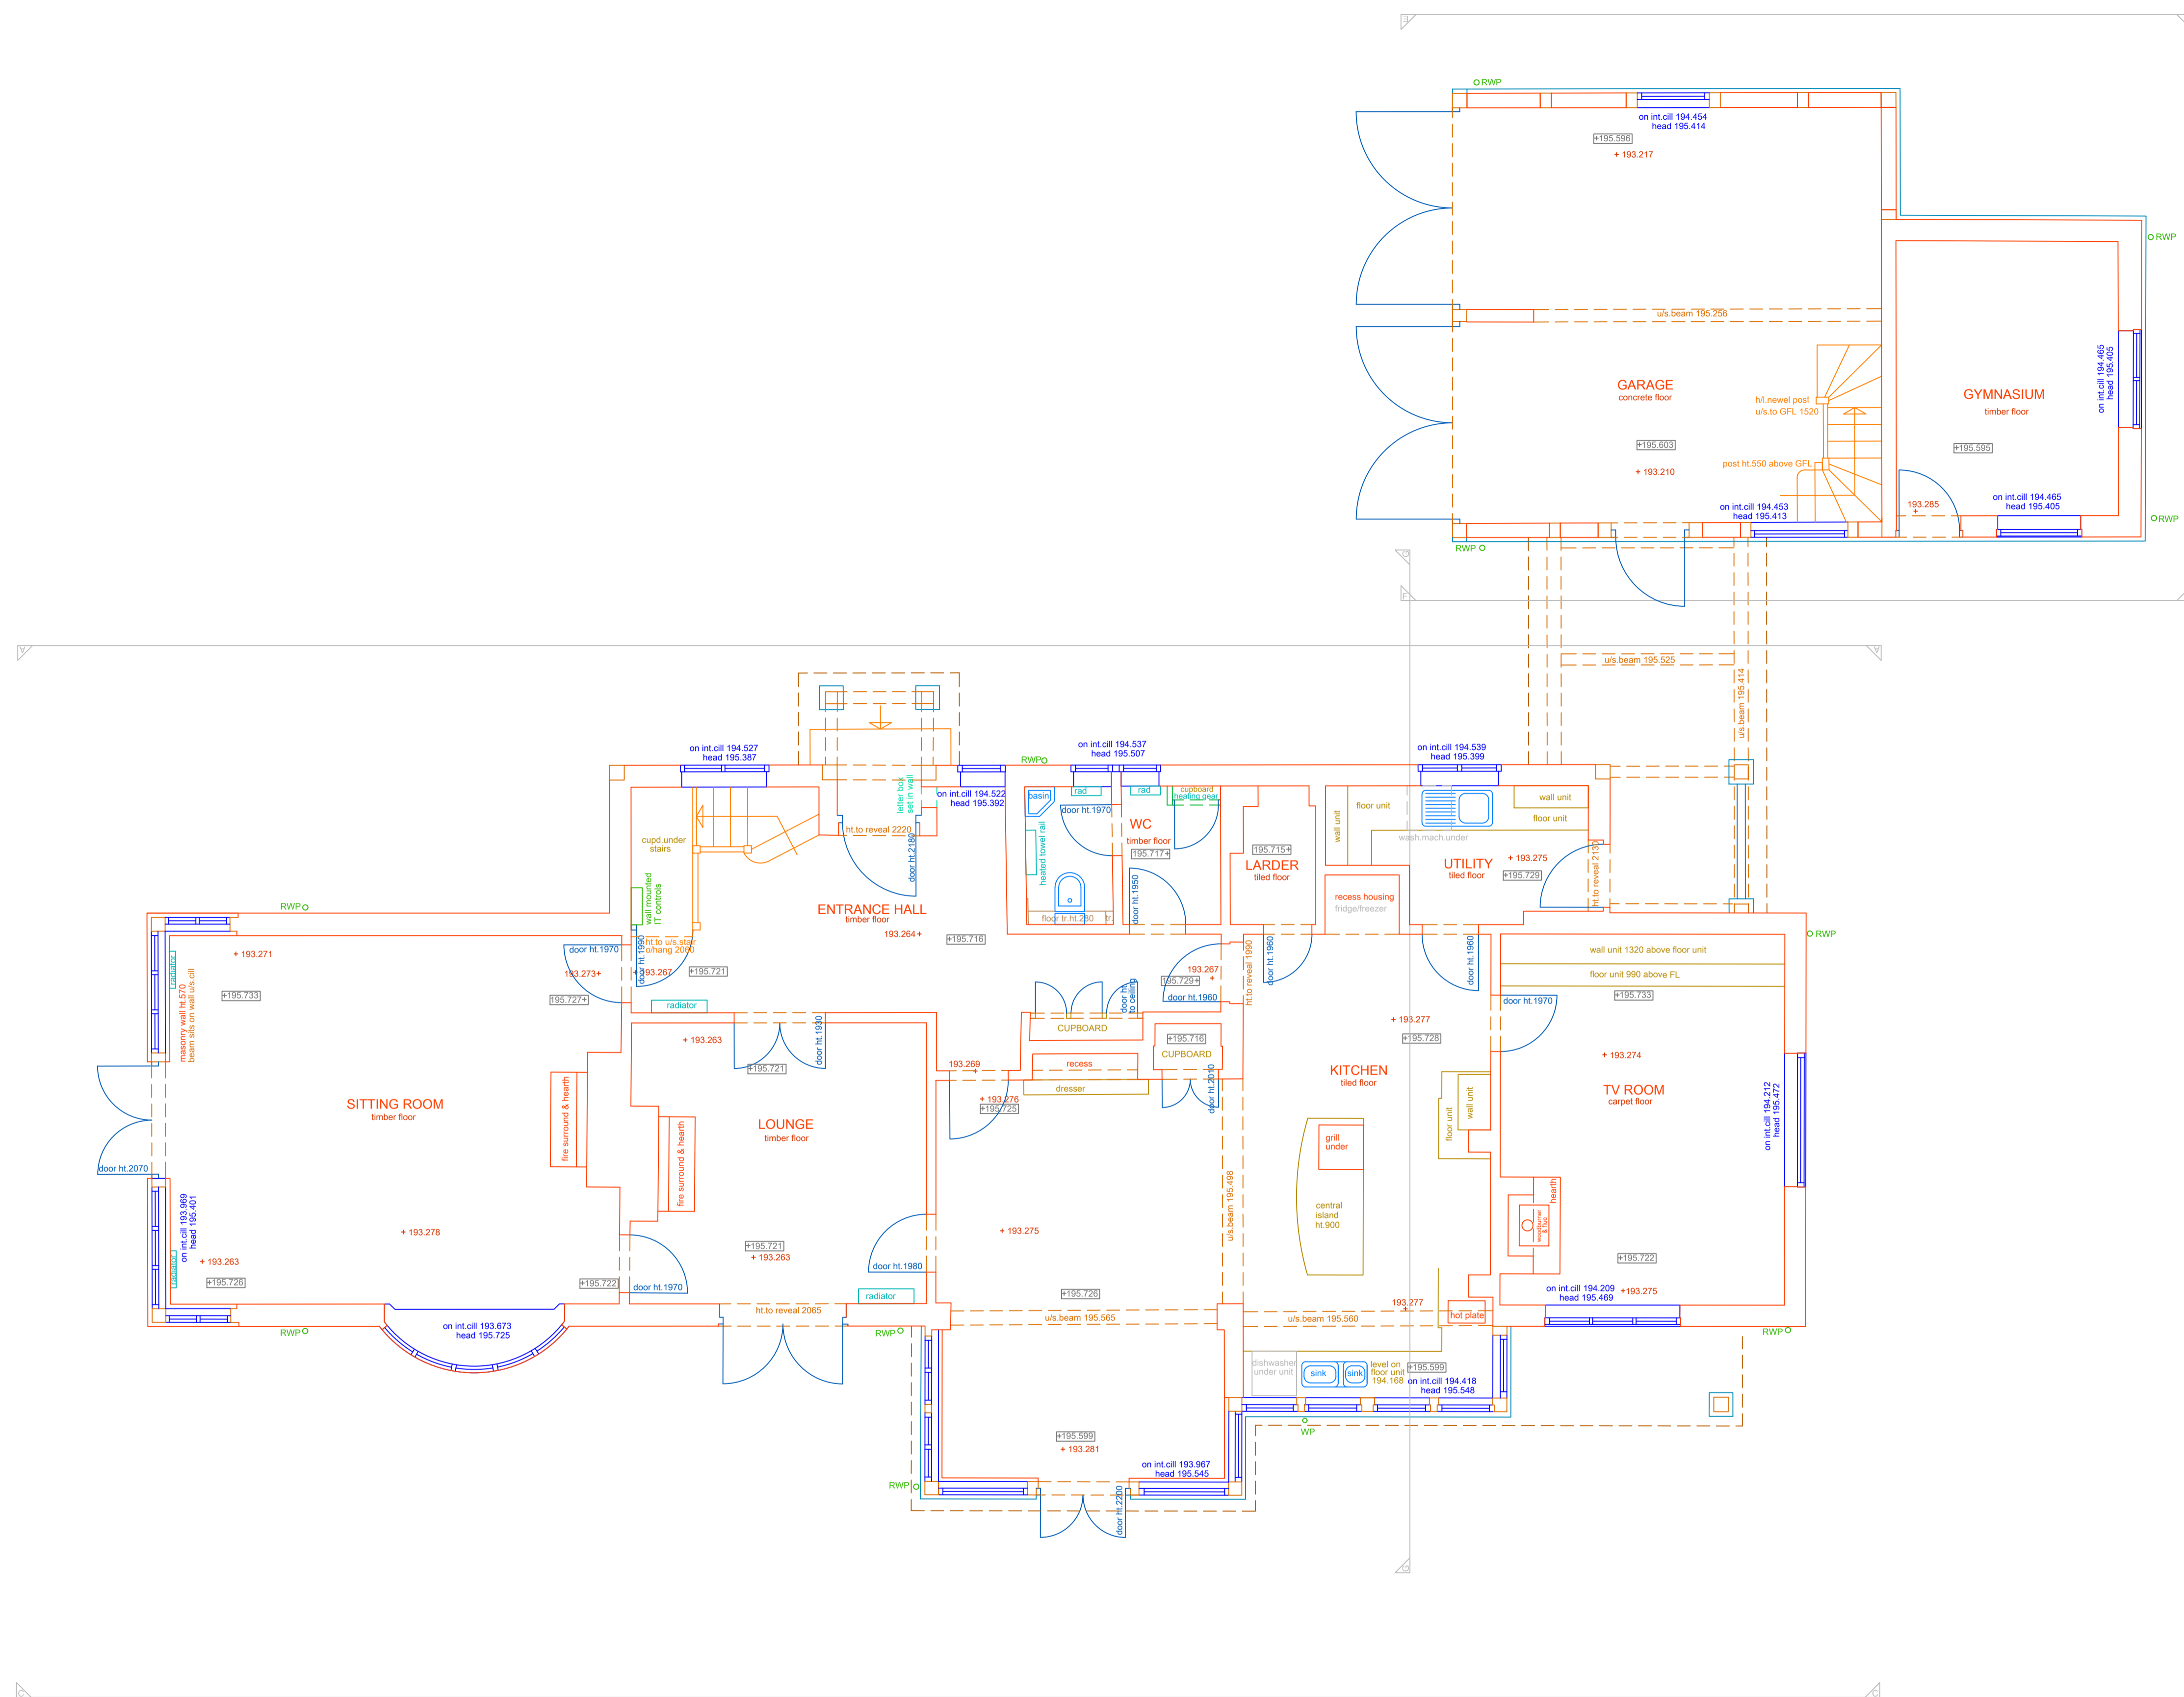 E
RWP
on int.cill 194.454
head 195.414
+195.596
+ 193.217
RWP
u/s.beam 195.256
on int.cill 194.465
head 195.405
GARAGE
concrete floor
h/l.newel post
u/s.to GFL 1520
GYMNASIUM
timber floor
+195.603
+195.595
post ht.550 above GFL
+ 193.210
on int.cill 194.453
head 195.413
193.285
+
on int.cill 194.465
head 195.405
RWP
RWP
G
F
A
A
u/s.beam 195.525
u/s.beam 195.414
on int.cill 194.527
head 195.387
RWP
on int.cill 194.537
head 195.507
on int.cill 194.539
head 195.399
letter box
set in wall
on int.cill 194.522
head 195.392
basin
rad
rad
cupboard
heating gear
door ht.1970
wall unit
floor unit
wall unit
floor unit
ht.to reveal 2220
cupd.under
stairs
door ht.2180
heated towel rail
WC
timber floor
195.717+
195.715+
LARDER
tiled floor
wash.mach.under
UTILITY
tiled floor
+ 193.275
+195.729
ht.to reveal 2130
wall mounted
IT controls
door ht.1950
recess housing
fridge/freezer
RWP
ENTRANCE HALL
timber floor
floor tr.ht.280
tr.
193.264+
+195.716
RWP
+ 193.271
door ht.1970
door ht.1990
ht.to u/s.stair
o/hang 2060
ht.to reveal 1990
door ht.1960
door ht.1960
wall unit 1320 above floor unit
radiator
masonry wall ht.570
beam sits on wall u/s.cill
193.273+
+ 193.267
+195.721
193.267
+
195.729+
floor unit 990 above FL
+195.733
195.727+
radiator
door ht.
to ceiling
door ht.1960
+195.733
door ht.1970
CUPBOARD
door ht.1930
+ 193.263
+195.721
+195.716
CUPBOARD
+ 193.277
+195.728
+ 193.274
193.269
+
recess
dresser
KITCHEN
tiled floor
TV ROOM
carpet floor
on int.cill 194.212
head 195.472
SITTING ROOM
timber floor
fire surround & hearth
fire surround & hearth
LOUNGE
timber floor
+ 193.276
+195.725
door ht.2010
wall unit
floor unit
grill
under
door ht.2070
u/s.beam 195.498
central
island
ht.900
hearth
woodburner
& flue
on int.cill 193.969
head 195.401
+ 193.278
+ 193.275
+195.721
+ 193.263
door ht.1980
+ 193.263
radiator
+195.726
+195.722
door ht.1970
radiator
+195.726
+195.722
on int.cill 194.209
head 195.469
+193.275
193.277
+
ht.to reveal 2065
u/s.beam 195.565
u/s.beam 195.560
hot plate
RWP
on int.cill 193.673
head 195.725
RWP
RWP
dishwasher
under unit
sink
sink
level on
floor unit
194.168
+195.599
on int.cill 194.418
head 195.548
WP
+195.599
+ 193.281
on int.cill 193.967
head 195.545
RWP
door ht.2200
G
C
C